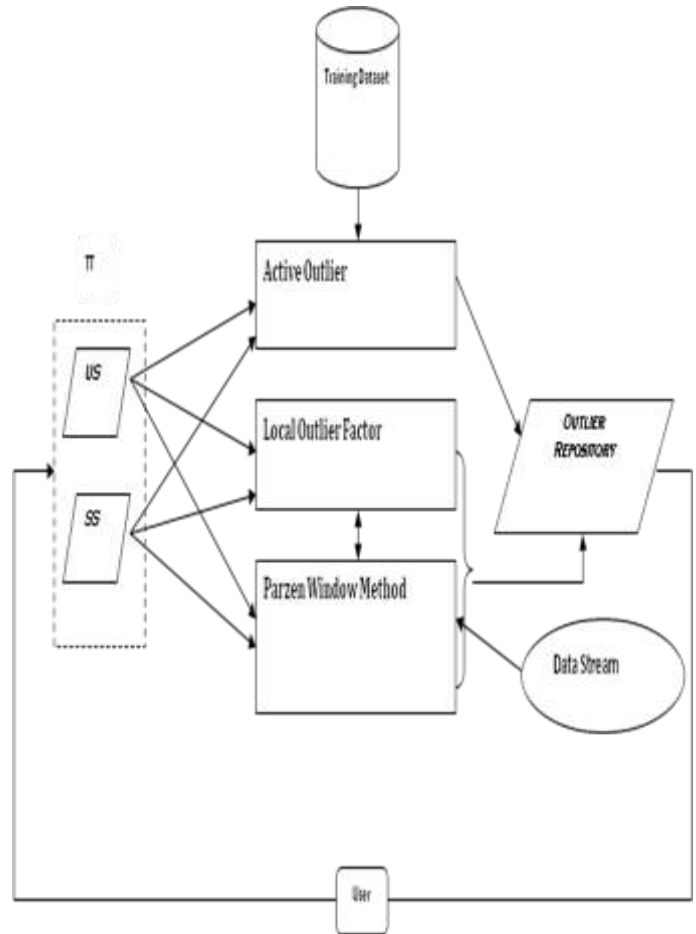 Training Dataset
π
Active Outlier
US
Local Outlier Factor
OUTLIER
REPOSITORY
SS
Parzen Window Method
Data Stream
User